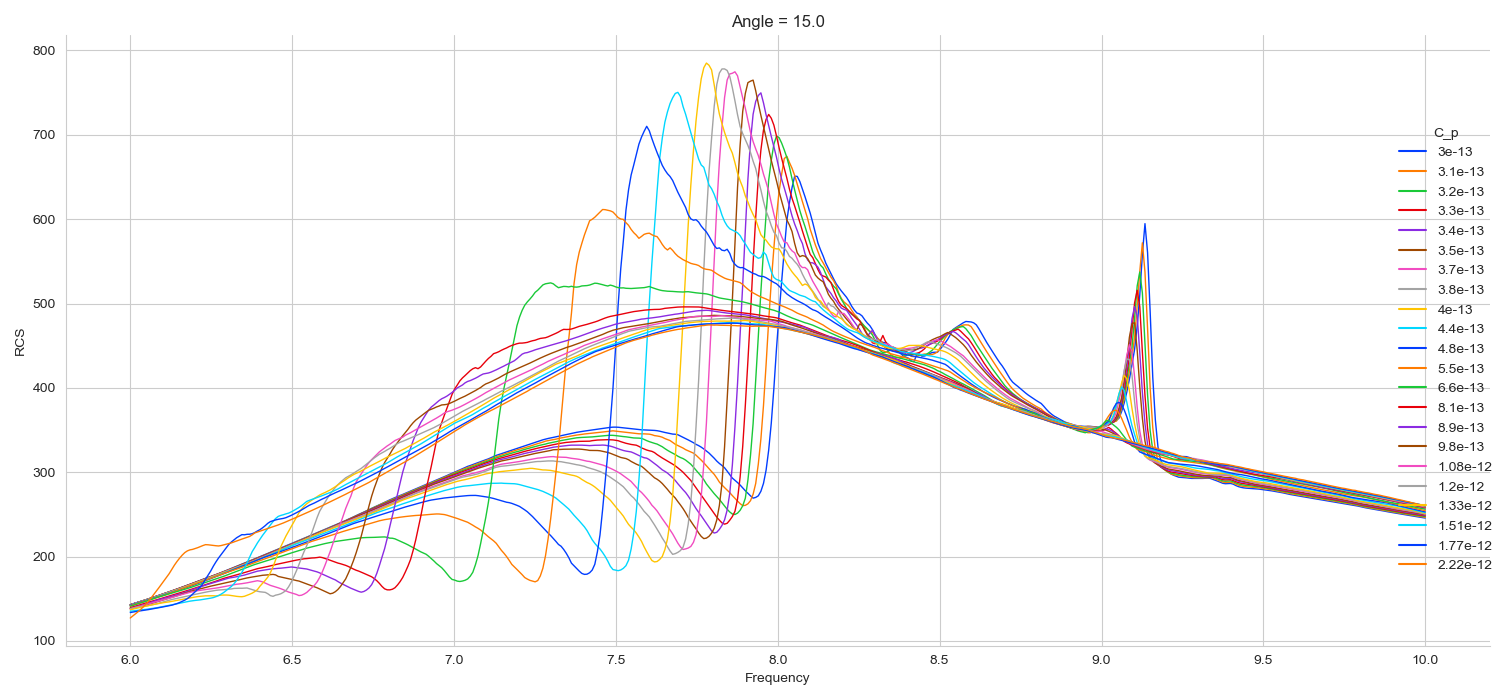 Angle = 15.0
800
700
600
500
400
300
200
100
RCS
6.0
6.5
7.0
7.5
8.0
8.5
9.0
9.5
10.0
Frequency
C_p
3e-13
3.1e-13
3.2e-13
3.3e-13
3.4e-13
3.5e-13
3.7e-13
3.8e-13
4e-13
4.4e-13
4.8e-13
5.5e-13
6.6e-13
8.1e-13
8.9e-13
9.8e-13
1.08e-12
1.2e-12
1.33e-12
1.51e-12
1.77e-12
2.22e-12